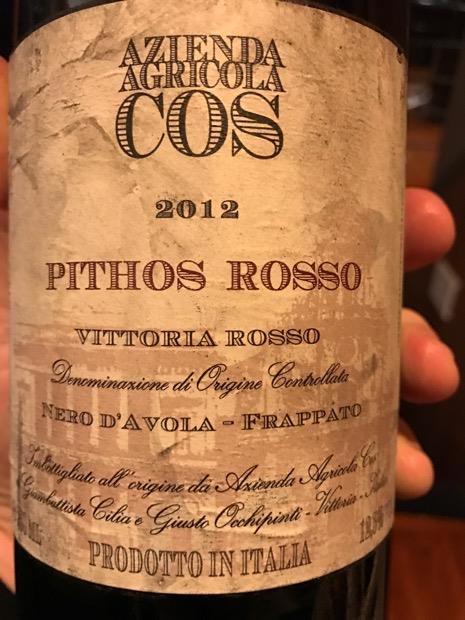 AZIENDA
AGRICOLA
COS
2012
PITHOS ROSSO
VITTORIA ROSSO
Denominazione di Origine Controllata
NERO D'AVOLA - FRAPPATO
Imbottigliato all'origine da Azienda Agricola Cos
Giambattista Cilia e Giusto Occhipinti - Vittoria -
ML
PRODOTTO IN ITALIA